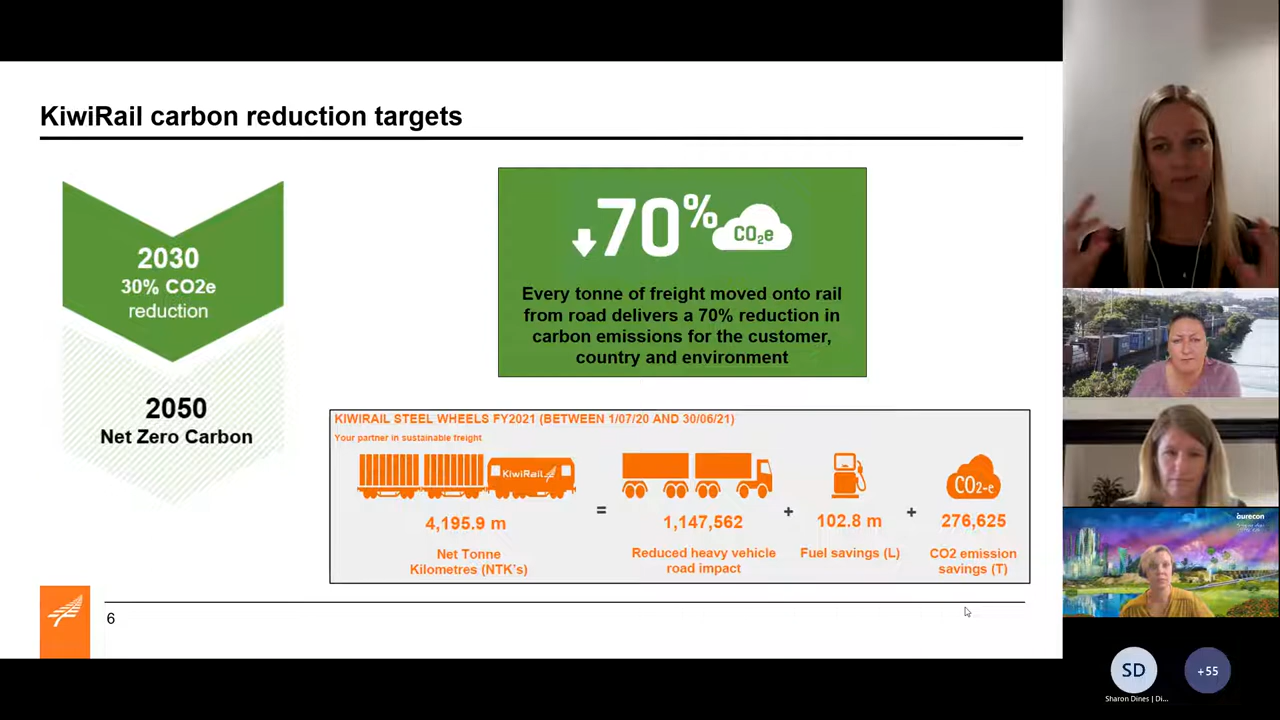 KiwiRail carbon reduction targets
2030
30% CO2e
reduction
2050
Net Zero Carbon
70%
CO2e
Every tonne of freight moved onto rail
from road delivers a 70% reduction in
carbon emissions for the customer,
country and environment
KIWIRAIL STEEL WHEELS FY2021 (BETWEEN 1/07/20 AND 30/06/21)
Your partner in sustainable freight
KiwiRail
CO2-e
4,195.9 m
=
1,147,562
+
102.8 m
+
276,625
Net Tonne
Kilometres (NTK's)
Reduced heavy vehicle
road impact
Fuel savings (L)
CO2 emission
savings (T)
6
aurecon
SD
+55
Sharon Dines | Di...